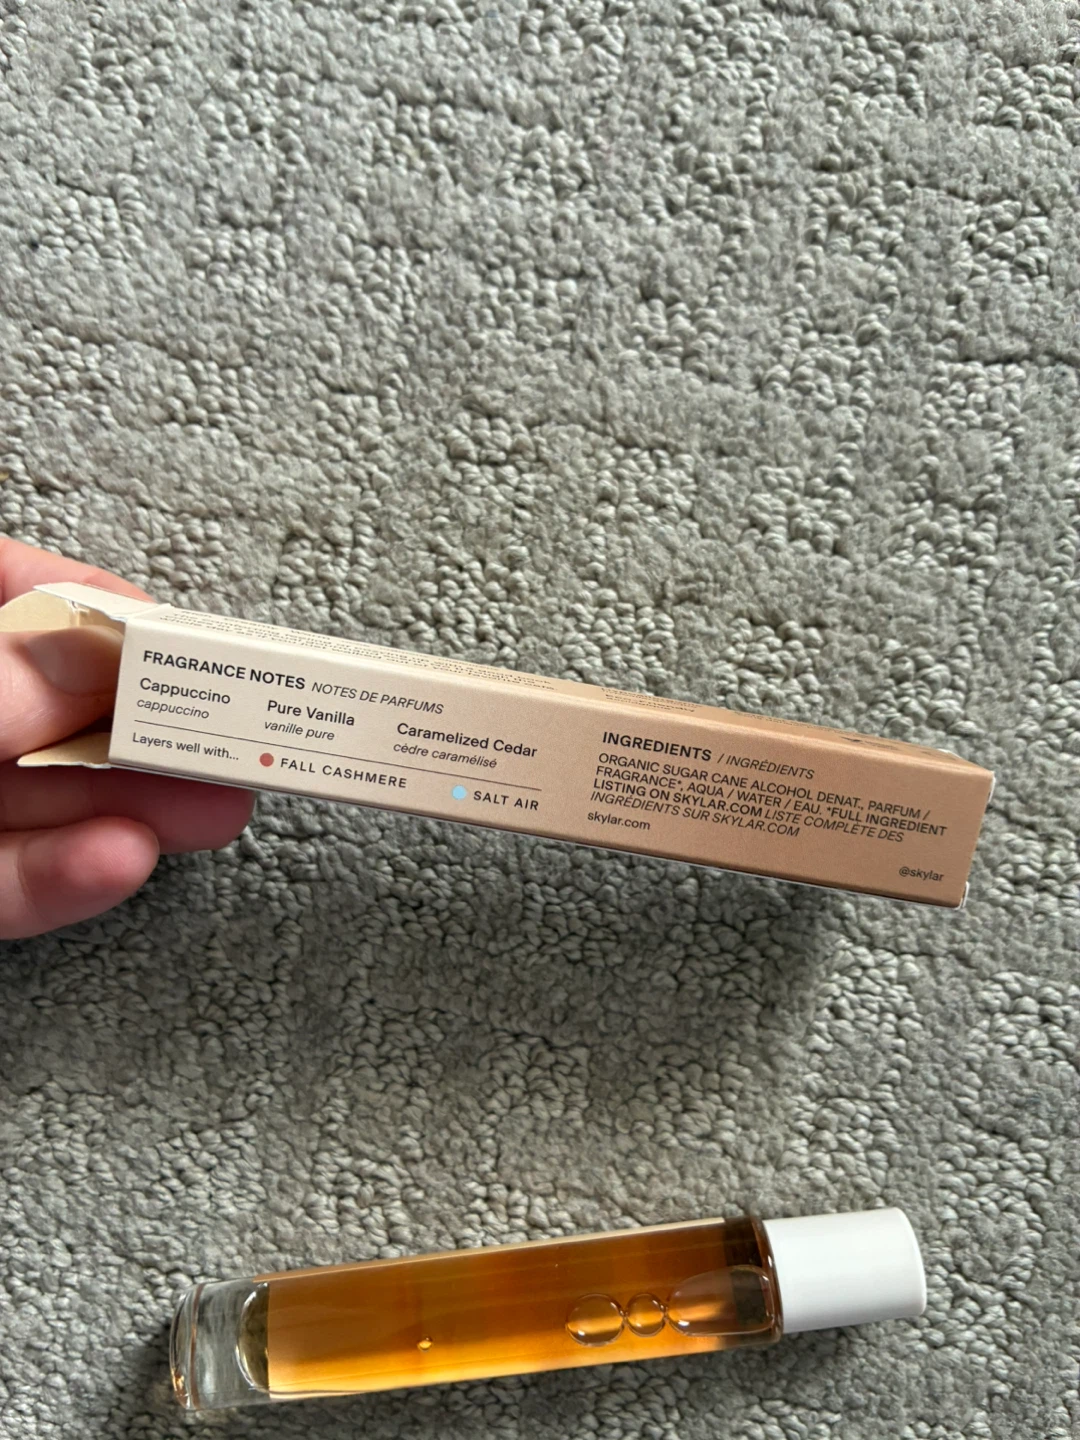 FRAGRANCE NOTES NOTES DE PARFUMS
Cappuccino
cappuccino
Pure Vanilla
vanille pure
Caramelized Cedar
cèdre caramélisé
Layers well with... FALL CASHMERE SALT AIR
INGREDIENTS / INGRÉDIENTS
ORGANIC SUGAR CANE ALCOHOL DENAT., PARFUM /
FRAGRANCE*, AQUA / WATER / EAU. *FULL INGREDIENT
LISTING ON SKYLAR.COM LISTE COMPLÈTE DES
INGRÉDIENTS SUR SKYLAR.COM
skylar.com
@skylar